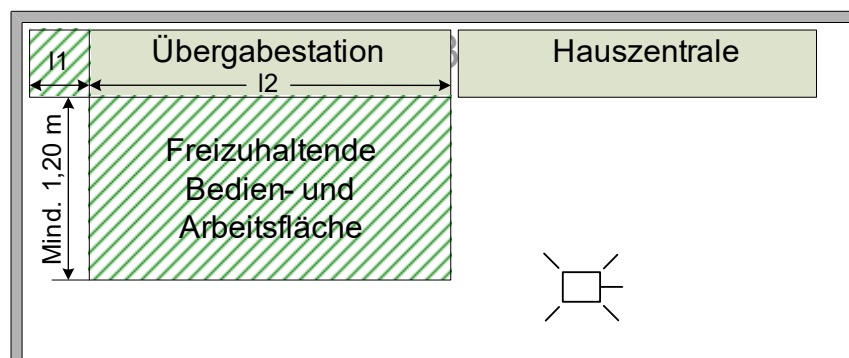 l1
Übergabestation
Hauszentrale
l2
Mind. 1,20 m
Freizuhaltende
Bedien- und
Arbeitsfläche